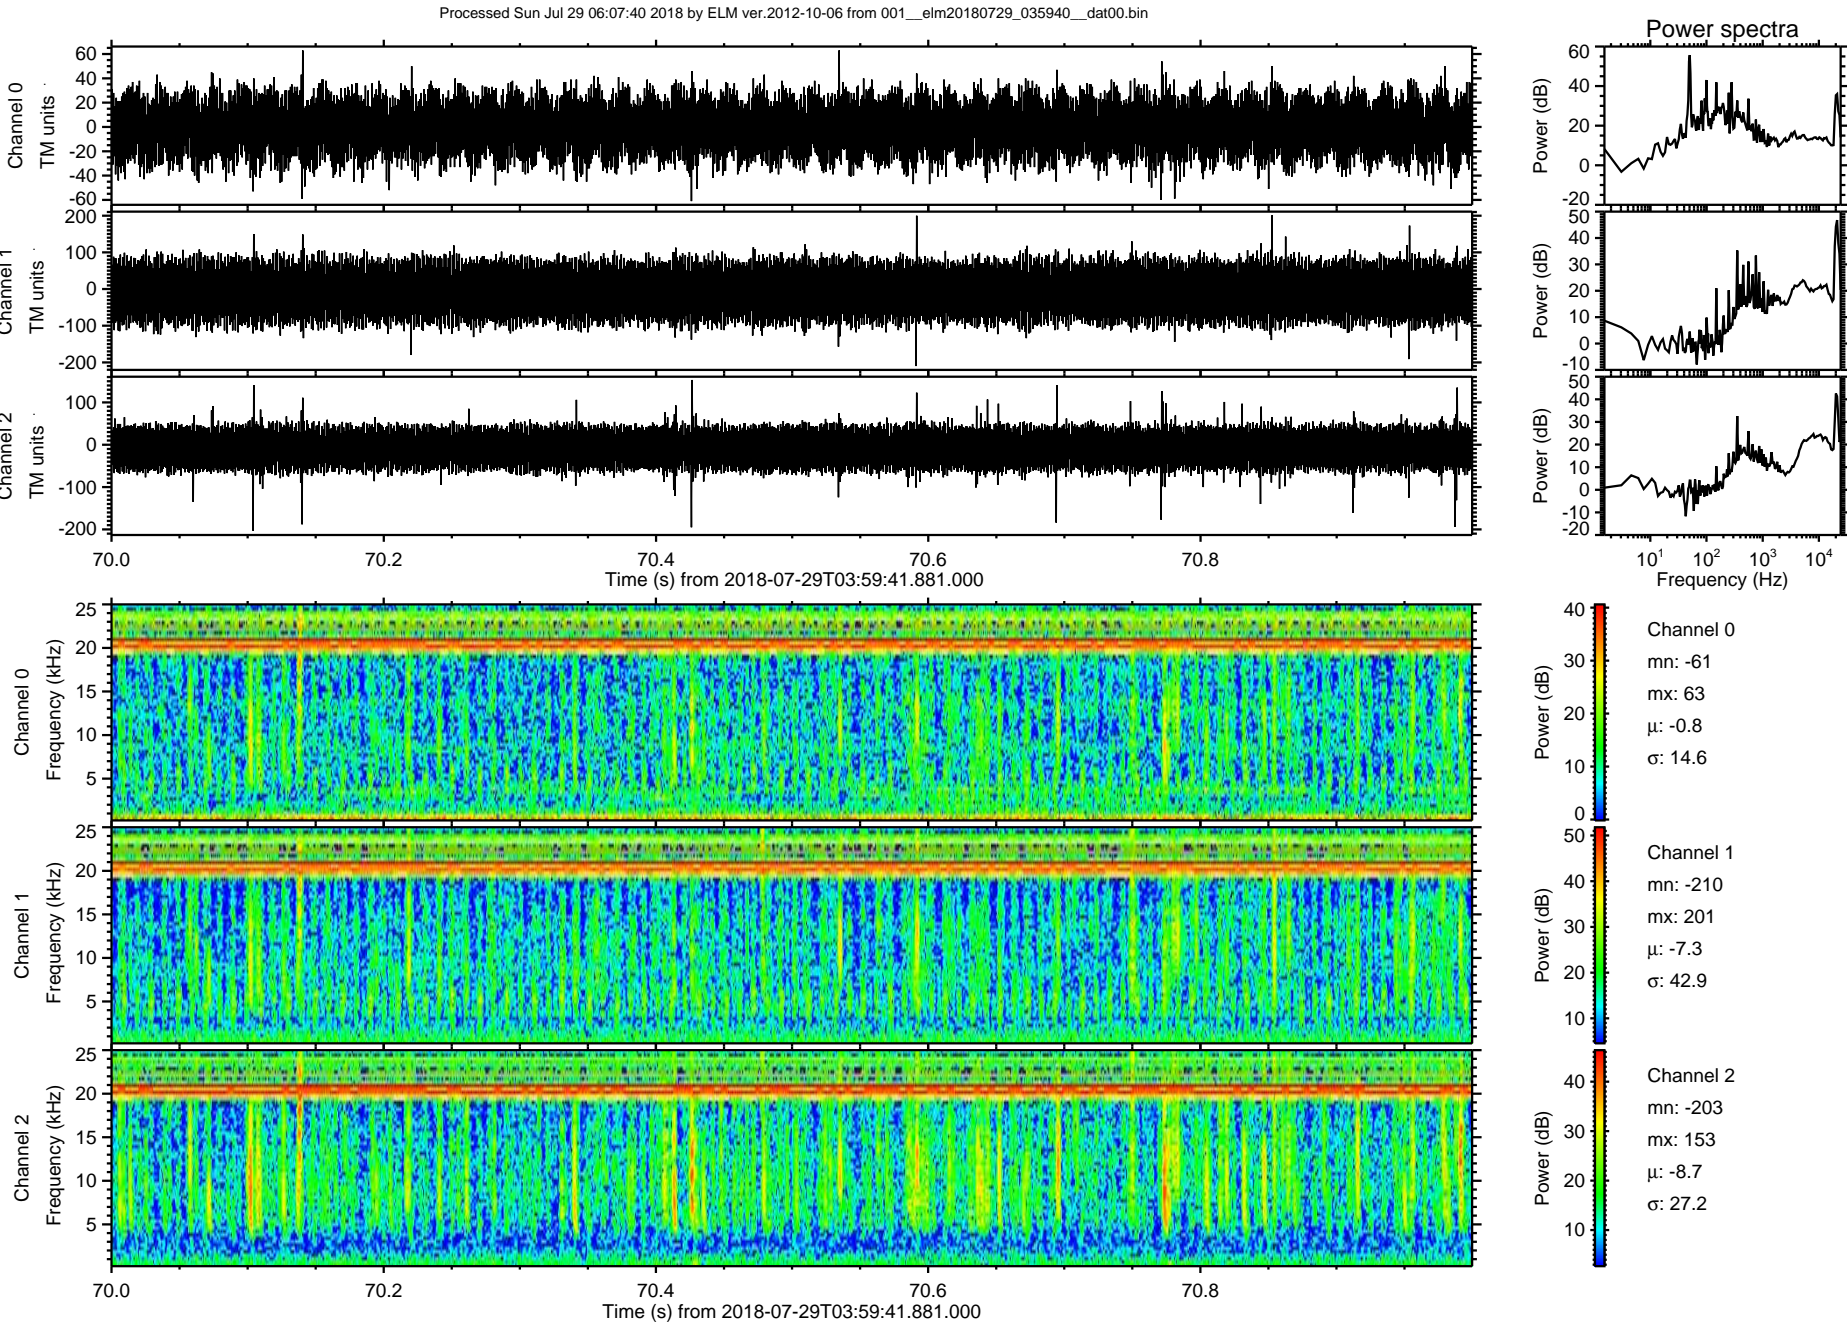 Processed Sun Jul 29 06:07:40 2018 by ELM ver.2012-10-06 from 001__elm20180729_035940__dat00.bin
Power spectra
Channel 0
TM units
60
40
20
0
-20
-40
-60
Power (dB)
60
40
20
0
-20
Channel 1
TM units
200
100
0
-100
-200
Power (dB)
50
40
30
20
10
0
-10
Channel 2
TM units
100
0
-100
-200
Power (dB)
50
40
30
20
10
0
-10
-20
70.0 70.2 70.4 70.6 70.8
Time (s) from 2018-07-29T03:59:41.881.000
10¹ 10² 10³ 10⁴
Frequency (Hz)
Channel 0
Frequency (kHz)
25
20
15
10
5
Power (dB)
40
30
20
10
0
Channel 0
mn: -61
mx: 63
μ: -0.8
σ: 14.6
Channel 1
Frequency (kHz)
25
20
15
10
5
Power (dB)
50
40
30
20
10
Channel 1
mn: -210
mx: 201
μ: -7.3
σ: 42.9
Channel 2
Frequency (kHz)
25
20
15
10
5
Power (dB)
40
30
20
10
Channel 2
mn: -203
mx: 153
μ: -8.7
σ: 27.2
70.0 70.2 70.4 70.6 70.8
Time (s) from 2018-07-29T03:59:41.881.000